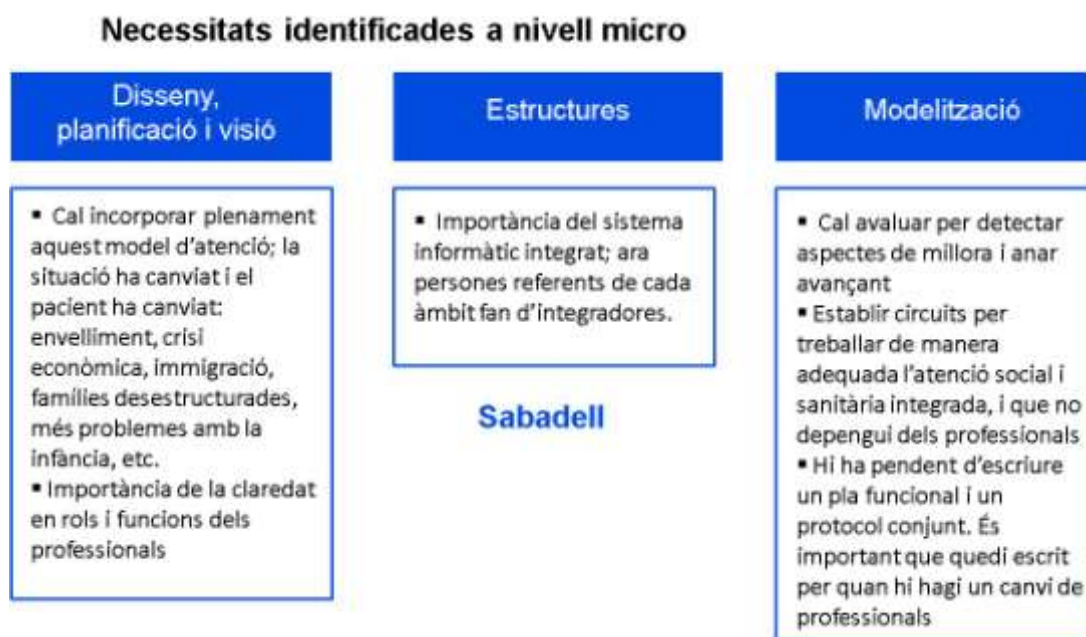 Necessitats identificades a nivell micro
Disseny,
planificació i visió
▪ Cal incorporar plenament
aquest model d'atenció; la
situació ha canviat i el
pacient ha canviat:
envelliment, crisi
econòmica, immigració,
famílies desestructurades,
més problemes amb la
infància, etc.
▪ Importància de la claredat
en rols i funcions dels
professionals
Estructures
▪ Importància del sistema
informàtic integrat; ara
persones referents de cada
àmbit fan d'integradores.
Sabadell
Modelització
▪ Cal avaluar per detectar
aspectes de millora i anar
avançant
▪ Establir circuits per
treballar de manera
adequada l'atenció social i
sanitària integrada, i que no
depengui dels professionals
▪ Hi ha pendent d'escriure
un pla funcional i un
protocol conjunt. És
important que quedi escrit
per quan hi hagi un canvi de
professionals